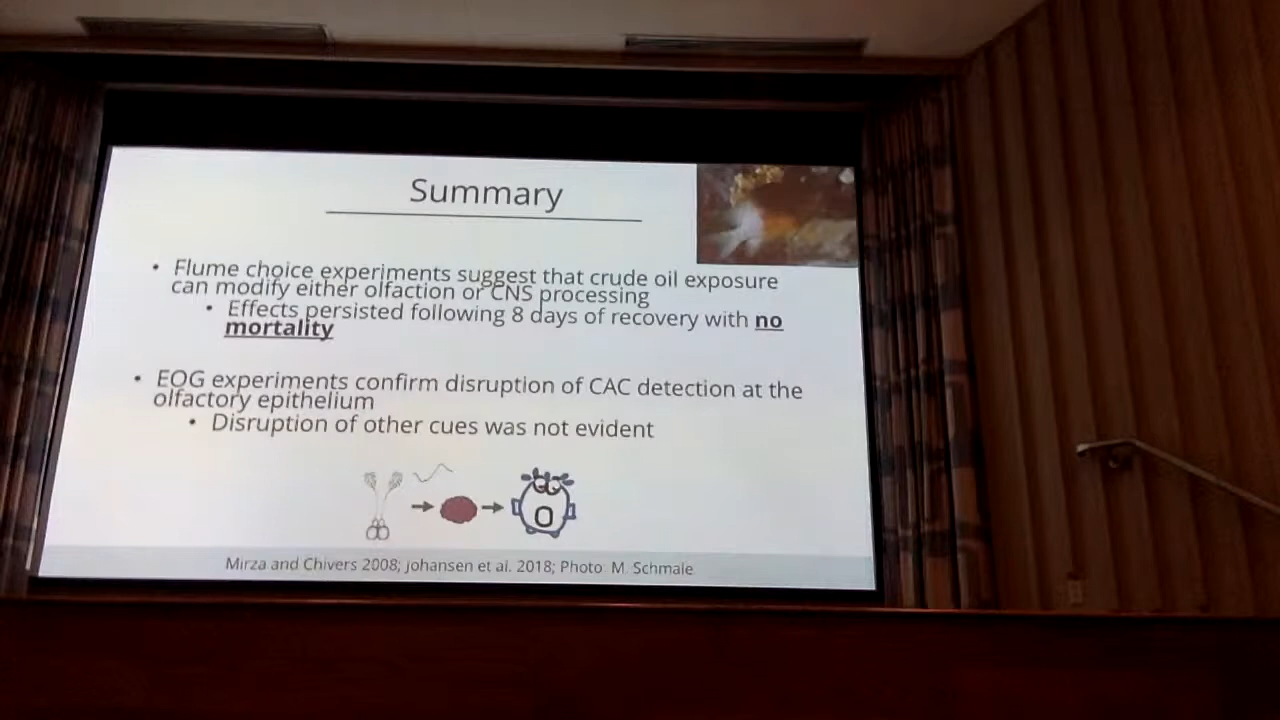 Summary
• Flume choice experiments suggest that crude oil exposure
can modify either olfaction or CNS processing
• Effects persisted following 8 days of recovery with no
mortality
• EOG experiments confirm disruption of CAC detection at the
olfactory epithelium
• Disruption of other cues was not evident
Mirza and Chivers 2008; Johansen et al. 2018; Photo: M. Schmale